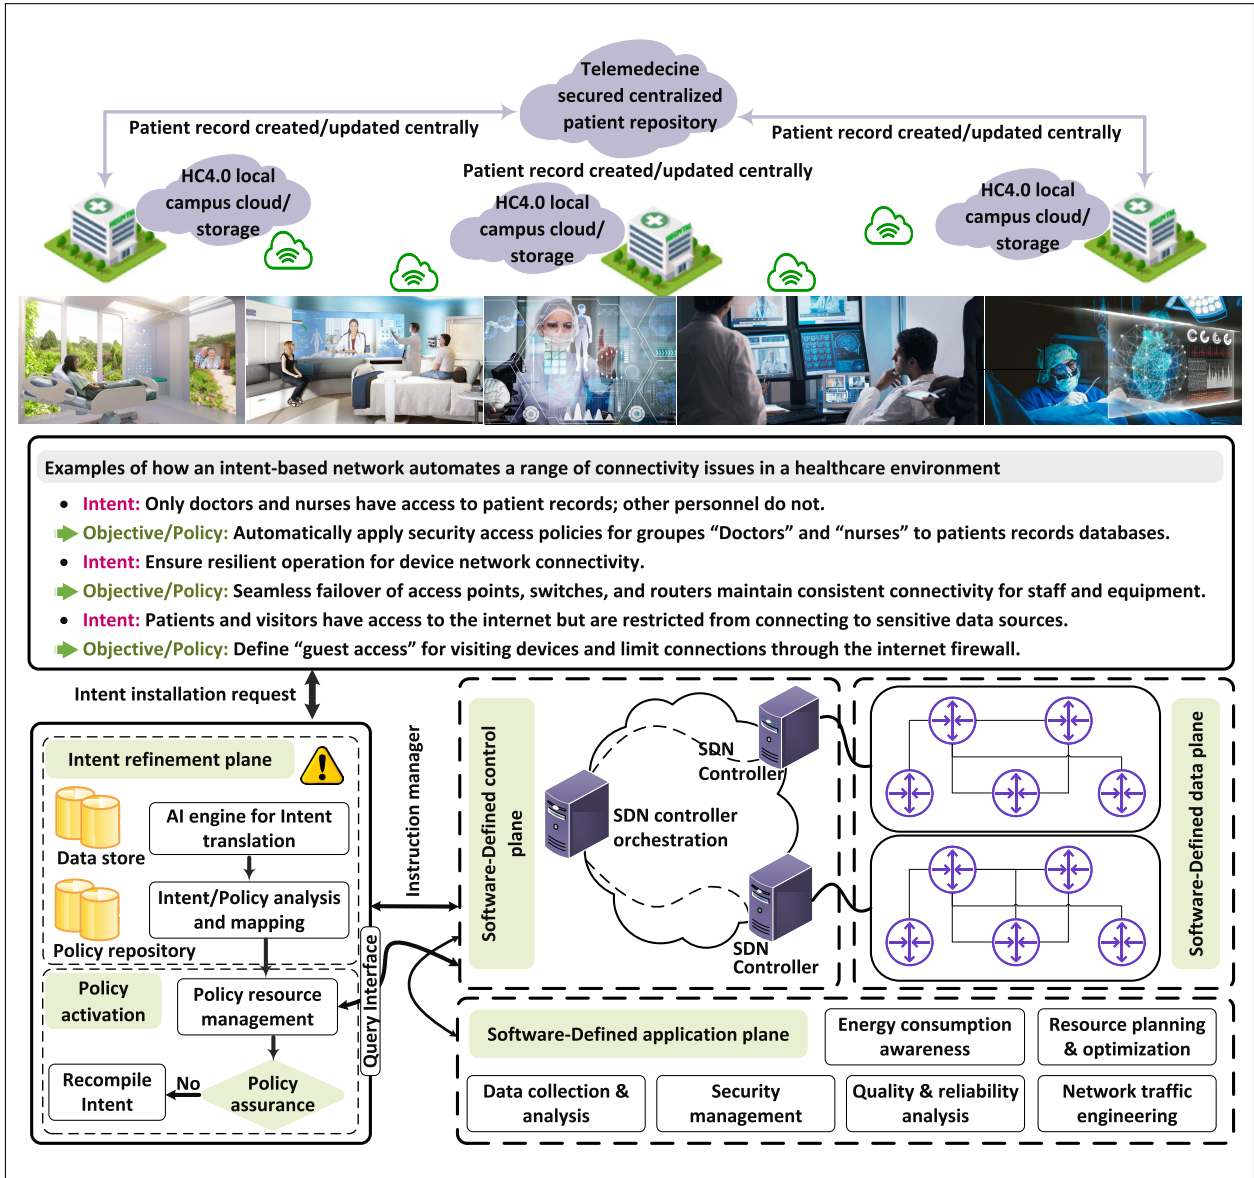 Telemedecine
secured centralized
patient repository
Patient record created/updated centrally
Patient record created/updated centrally
Patient record created/updated centrally
HC4.0 local
campus cloud/
storage
HOSPITAL
HC4.0 local
campus cloud/
storage
HOSPITAL
HC4.0 local
campus cloud/
storage
HOSPITAL
Examples of how an intent-based network automates a range of connectivity issues in a healthcare environment
• Intent: Only doctors and nurses have access to patient records; other personnel do not.
Objective/Policy: Automatically apply security access policies for groupes “Doctors” and “nurses” to patients records databases.
• Intent: Ensure resilient operation for device network connectivity.
Objective/Policy: Seamless failover of access points, switches, and routers maintain consistent connectivity for staff and equipment.
• Intent: Patients and visitors have access to the internet but are restricted from connecting to sensitive data sources.
Objective/Policy: Define “guest access” for visiting devices and limit connections through the internet firewall.
Intent installation request
Intent refinement plane
Data store
AI engine for Intent
translation
Policy repository
Intent/Policy analysis
and mapping
Policy
activation
Policy resource
management
Recompile
Intent
No
Policy
assurance
Instruction manager
Query Interface
Software-Defined control
plane
SDN
Controller
SDN controller
orchestration
SDN
Controller
Software-Defined data plane
Software-Defined application plane
Energy consumption
awareness
Resource planning
& optimization
Data collection &
analysis
Security
management
Quality & reliability
analysis
Network traffic
engineering